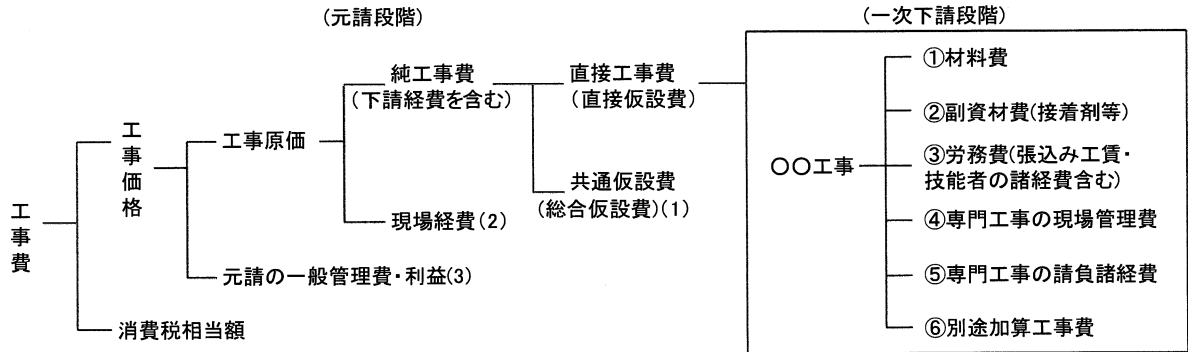 (元請段階)
(一次下請段階)
工事費
工事価格
消費税相当額
工事原価
元請の一般管理費・利益(3)
純工事費
(下請経費を含む)
現場経費(2)
直接工事費
(直接仮設費)
共通仮設費
(総合仮設費)(1)
〇〇工事
①材料費
②副資材費(接着剤等)
③労務費(張込み工賃・
技能者の諸経費含む)
④専門工事の現場管理費
⑤専門工事の請負諸経費
⑥別途加算工事費